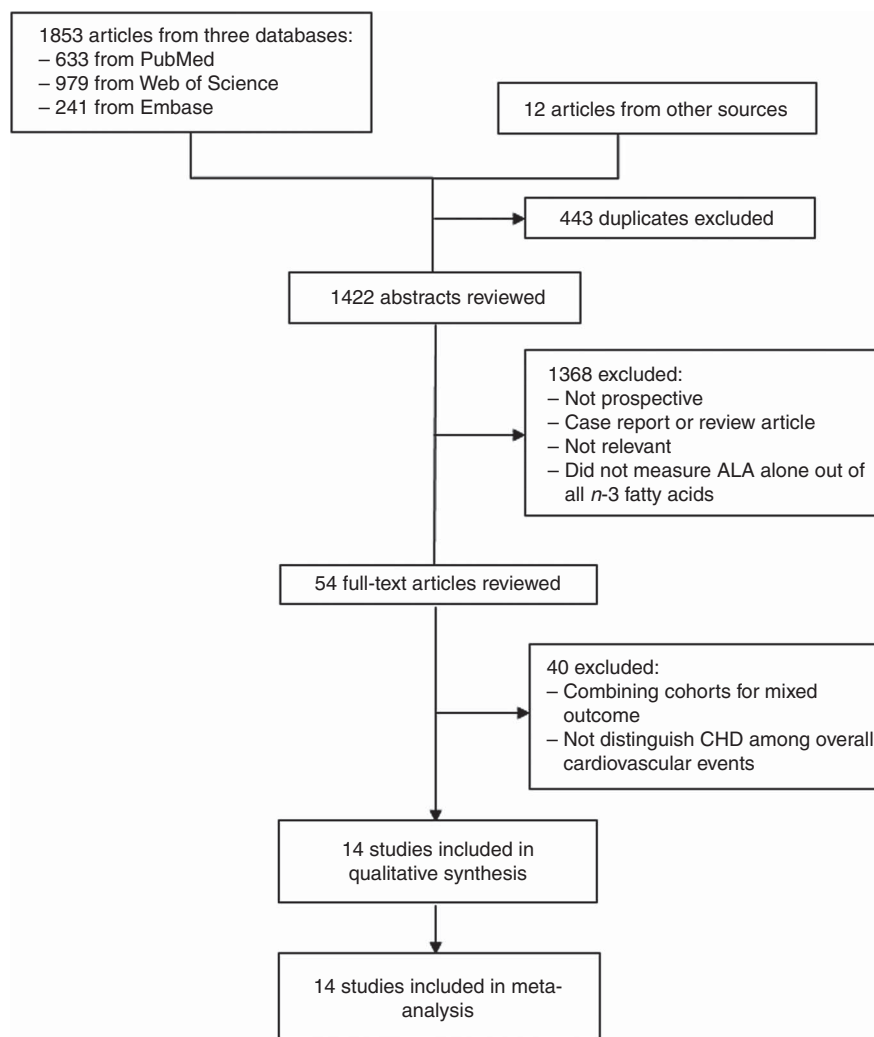 1853 articles from three databases:
– 633 from PubMed
– 979 from Web of Science
– 241 from Embase
12 articles from other sources
443 duplicates excluded
1422 abstracts reviewed
1368 excluded:
– Not prospective
– Case report or review article
– Not relevant
– Did not measure ALA alone out of
all n-3 fatty acids
54 full-text articles reviewed
40 excluded:
– Combining cohorts for mixed
outcome
– Not distinguish CHD among overall
cardiovascular events
14 studies included in
qualitative synthesis
14 studies included in meta-
analysis